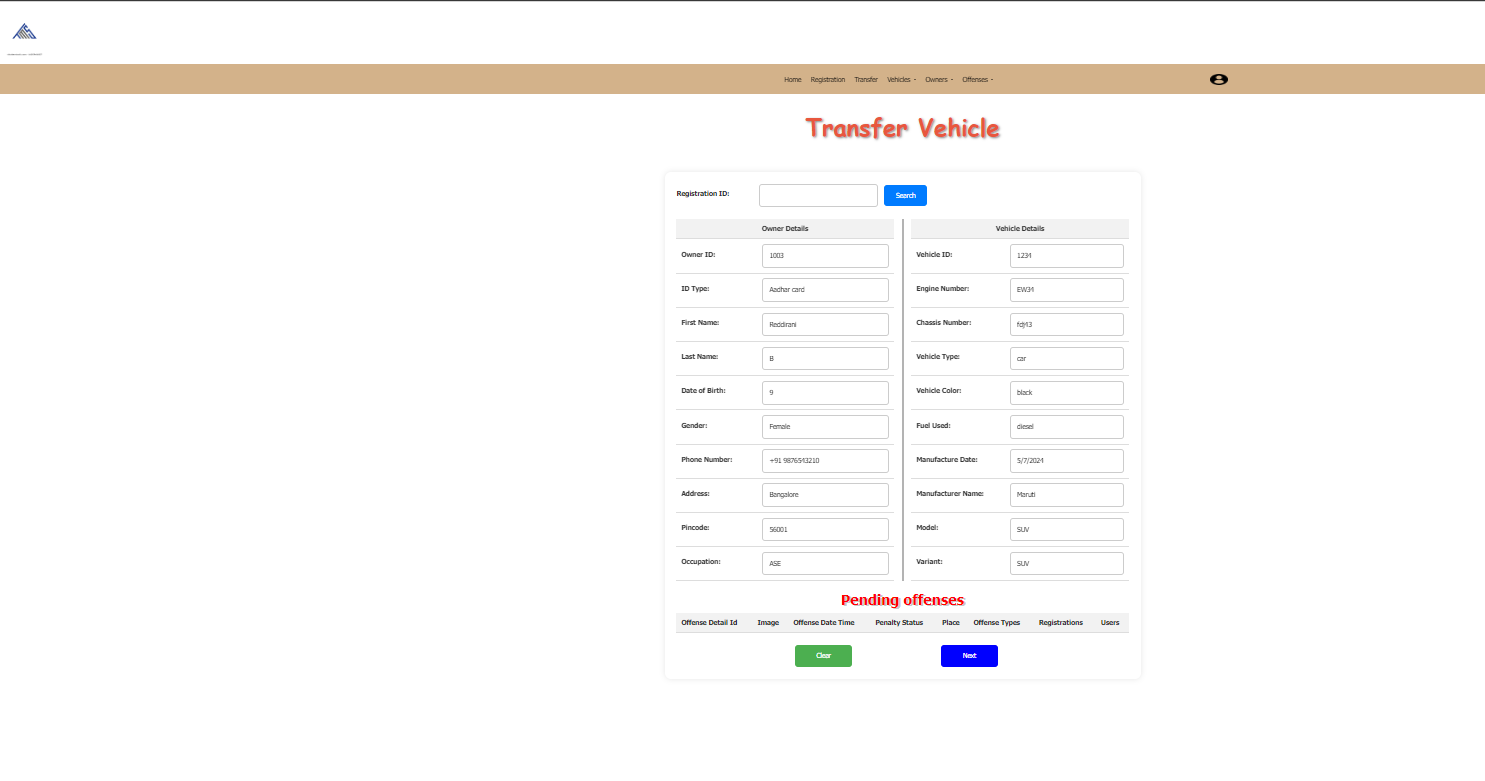 Home Registration Transfer Vehicles Owners Offenses
Transfer Vehicle
Registration ID: Search
Owner Details Vehicle Details
Owner ID: 1003 Vehicle ID: 1234
ID Type: Aadhar card Engine Number: EW34
First Name: Reddirani Chassis Number: fdj43
Last Name: B Vehicle Type: car
Date of Birth: 9 Vehicle Color: black
Gender: Female Fuel Used: diesel
Phone Number: +91 9876543210 Manufacture Date: 5/7/2024
Address: Bangalore Manufacturer Name: Maruti
Pincode: 56001 Model: SUV
Occupation: ASE Variant: SUV
Pending offenses
Offense Detail Id Image Offense Date Time Penalty Status Place Offense Types Registrations Users
Clear Next